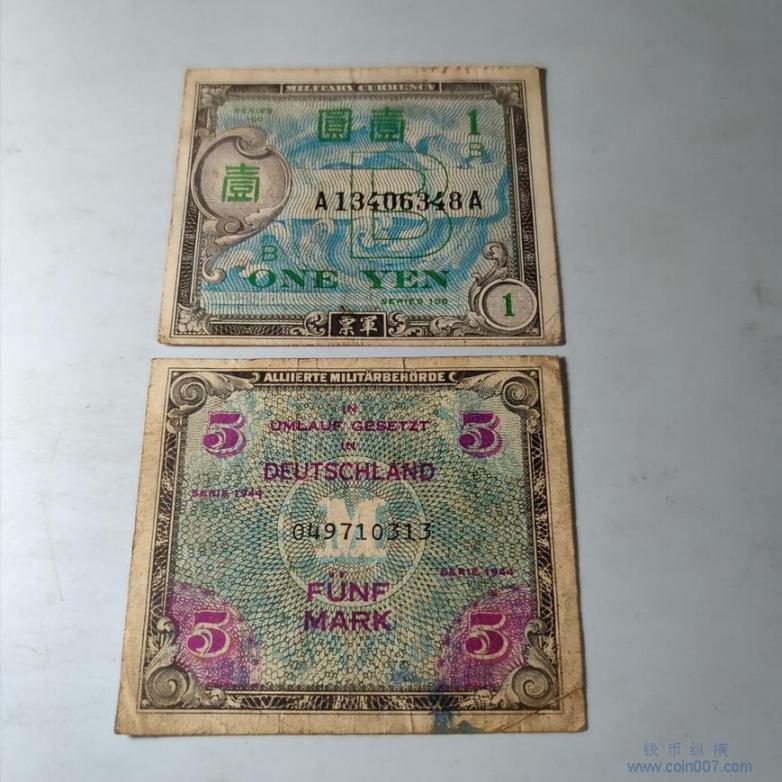 MILITARY CURRENCY
SERIES
100
圓 壹 1
B
壹
B
A13406348A
B
ONE YEN
SERIES 100
1
票軍
ALLIIERTE MILITÄRBEHÖRDE
IN
5 UMLAUF GESETZT 5
IN
DEUTSCHLAND
SERIE 1944
M
049710313
SERIE 1944
FÜNF
5 MARK 5
钱币纵横
www.coin007.com